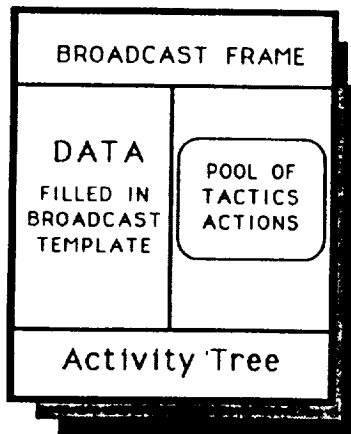 BROADCAST FRAME
DATA
FILLED IN
BROADCAST
TEMPLATE
POOL OF
TACTICS
ACTIONS
Activity Tree